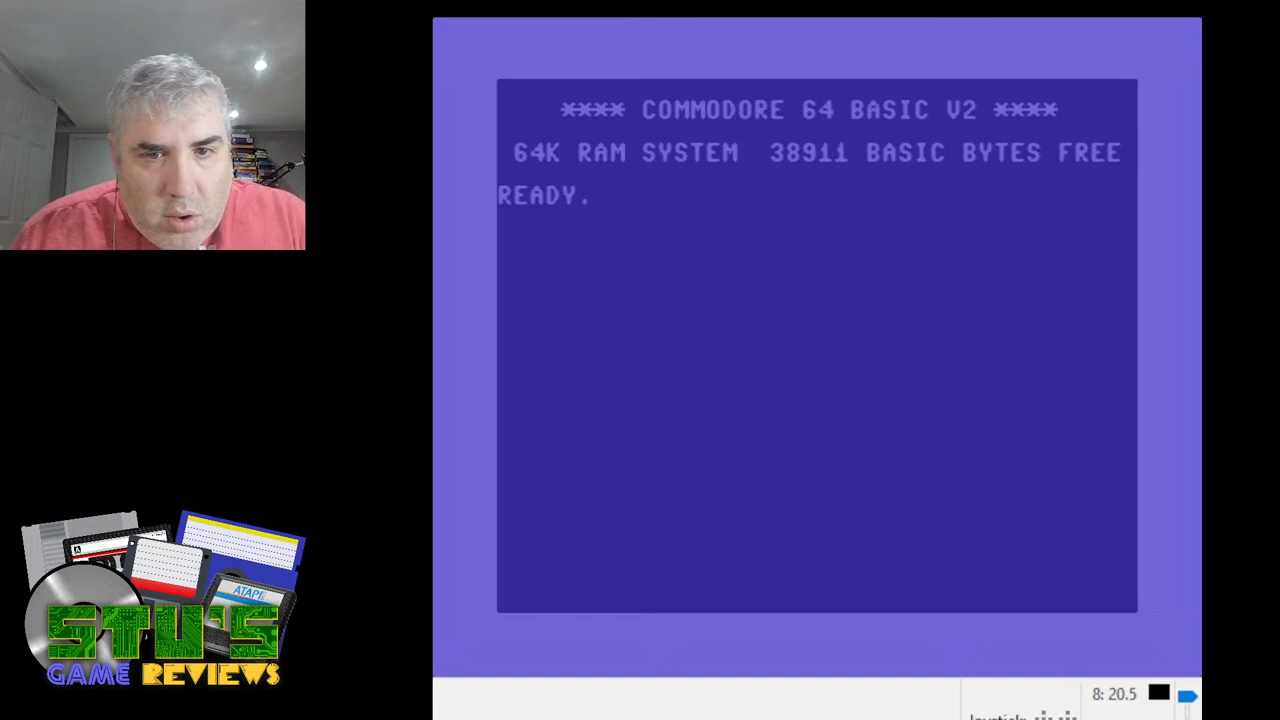 **** COMMODORE 64 BASIC V2 ****
64K RAM SYSTEM 38911 BASIC BYTES FREE
READY.
A
ATARI
STU'S
GAME REVIEWS
8: 20.5